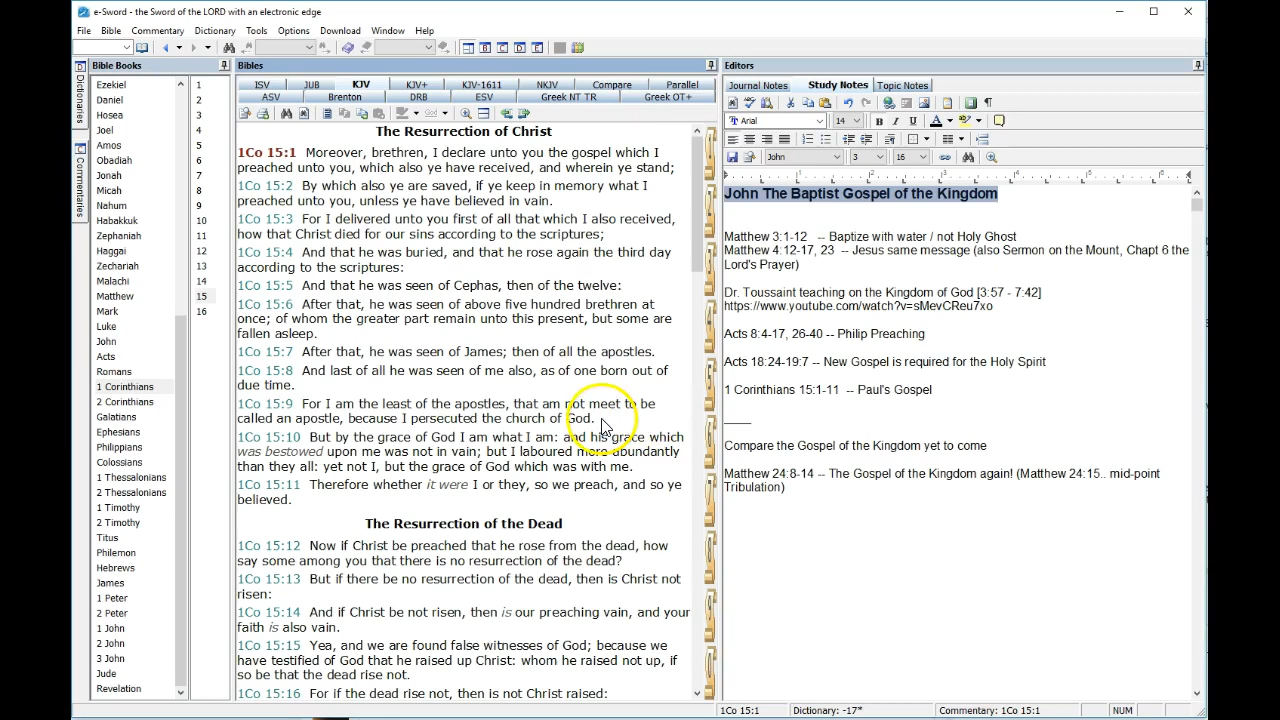 e-Sword - the Sword of the LORD with an electronic edge
File Bible Commentary Dictionary Tools Options Download Window Help
Dictionaries
Commentaries
Bible Books
Ezekiel
Daniel
Hosea
Joel
Amos
Obadiah
Jonah
Micah
Nahum
Habakkuk
Zephaniah
Haggai
Zechariah
Malachi
Matthew
Mark
Luke
John
Acts
Romans
1 Corinthians
2 Corinthians
Galatians
Ephesians
Philippians
Colossians
1 Thessalonians
2 Thessalonians
1 Timothy
2 Timothy
Titus
Philemon
Hebrews
James
1 Peter
2 Peter
1 John
2 John
3 John
Jude
Revelation
1
2
3
4
5
6
7
8
9
10
11
12
13
14
15
16
Bibles
ISV JUB KJV KJV+ KJV-1611 NKJV Compare Parallel
ASV Brenton DRB ESV Greek NT TR Greek OT+
The Resurrection of Christ
1Co 15:1 Moreover, brethren, I declare unto you the gospel which I
preached unto you, which also ye have received, and wherein ye stand;
1Co 15:2 By which also ye are saved, if ye keep in memory what I
preached unto you, unless ye have believed in vain.
1Co 15:3 For I delivered unto you first of all that which I also received,
how that Christ died for our sins according to the scriptures;
1Co 15:4 And that he was buried, and that he rose again the third day
according to the scriptures:
1Co 15:5 And that he was seen of Cephas, then of the twelve:
1Co 15:6 After that, he was seen of above five hundred brethren at
once; of whom the greater part remain unto this present, but some are
fallen asleep.
1Co 15:7 After that, he was seen of James; then of all the apostles.
1Co 15:8 And last of all he was seen of me also, as of one born out of
due time.
1Co 15:9 For I am the least of the apostles, that am not meet to be
called an apostle, because I persecuted the church of God.
1Co 15:10 But by the grace of God I am what I am: and his grace which
was bestowed upon me was not in vain; but I laboured more abundantly
than they all: yet not I, but the grace of God which was with me.
1Co 15:11 Therefore whether it were I or they, so we preach, and so ye
believed.
The Resurrection of the Dead
1Co 15:12 Now if Christ be preached that he rose from the dead, how
say some among you that there is no resurrection of the dead?
1Co 15:13 But if there be no resurrection of the dead, then is Christ not
risen:
1Co 15:14 And if Christ be not risen, then is our preaching vain, and your
faith is also vain.
1Co 15:15 Yea, and we are found false witnesses of God; because we
have testified of God that he raised up Christ: whom he raised not up, if
so be that the dead rise not.
1Co 15:16 For if the dead rise not, then is not Christ raised:
Editors
Journal Notes Study Notes Topic Notes
Arial 14
John 3 16
1 2 3 4 5 6
John The Baptist Gospel of the Kingdom
Matthew 3:1-12 -- Baptize with water / not Holy Ghost
Matthew 4:12-17, 23 -- Jesus same message (also Sermon on the Mount, Chapt 6 the
Lord's Prayer)
Dr. Toussaint teaching on the Kingdom of God [3:57 - 7:42]
https://www.youtube.com/watch?v=sMevCReu7xo
Acts 8:4-17, 26-40 -- Philip Preaching
Acts 18:24-19:7 -- New Gospel is required for the Holy Spirit
1 Corinthians 15:1-11 -- Paul's Gospel
____
Compare the Gospel of the Kingdom yet to come
Matthew 24:8-14 -- The Gospel of the Kingdom again! (Matthew 24:15.. mid-point
Tribulation)
1Co 15:1 Dictionary: -17* Commentary: 1Co 15:1 NUM